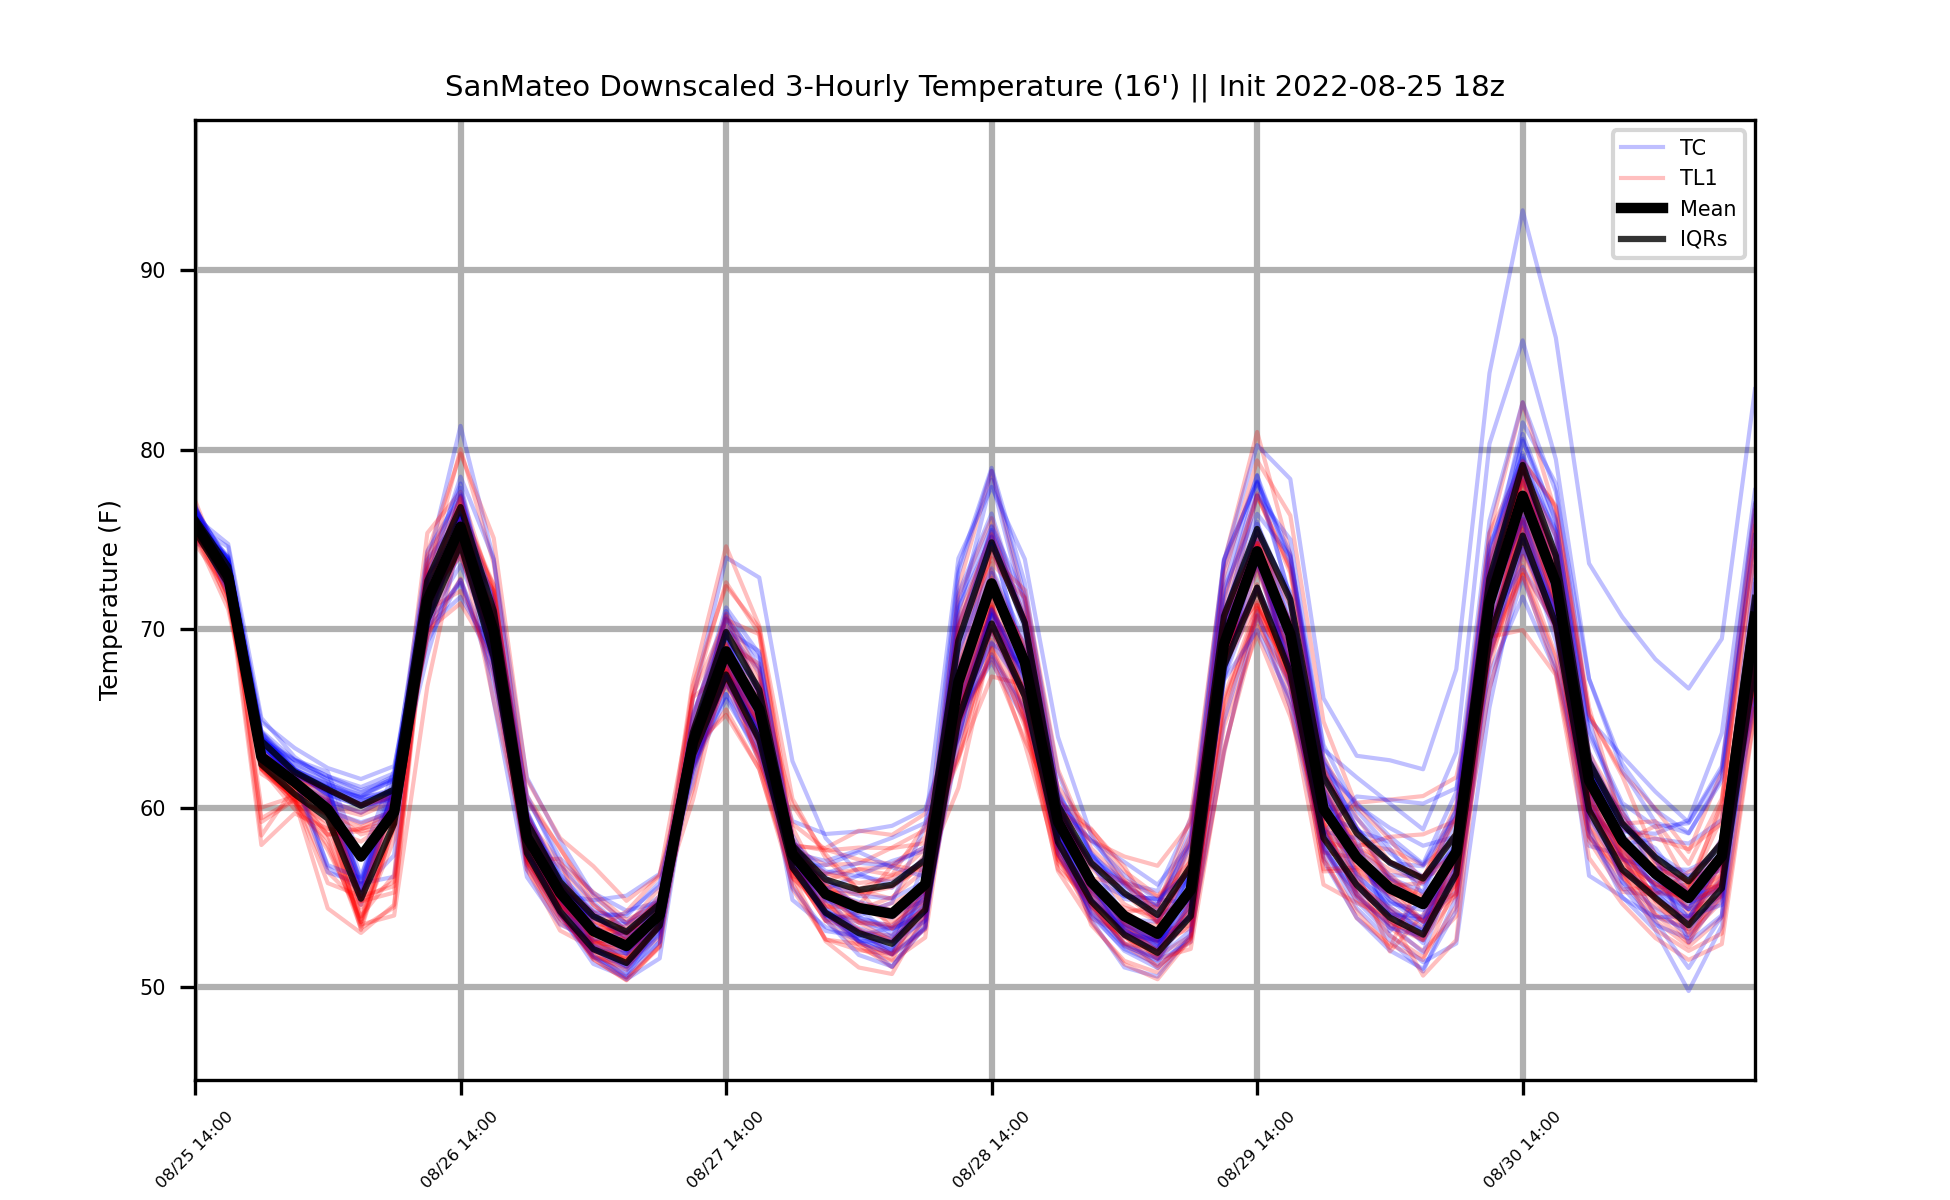 SanMateo Downscaled 3-Hourly Temperature (16') || Init 2022-08-25 18z
TC
TL1
Mean
IQRs
Temperature (F)
90
80
70
60
50
08/25 14:00
08/26 14:00
08/27 14:00
08/28 14:00
08/29 14:00
08/30 14:00